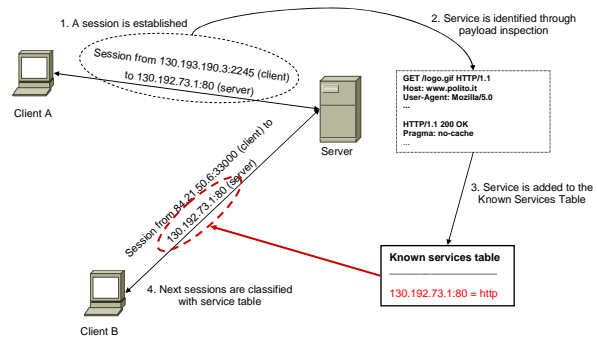 1. A session is established
Session from 130.193.190.3:2245 (client)
to 130.192.73.1:80 (server)
Client A
Server
2. Service is identified through
payload inspection
GET /logo.gif HTTP/1.1
Host: www.polito.it
User-Agent: Mozilla/5.0
...
HTTP/1.1 200 OK
Pragma: no-cache
...
3. Service is added to the
Known Services Table
Session from 84.21.50.6:33000 (client) to
130.192.73.1:80 (server)
Known services table
130.192.73.1:80 = http
4. Next sessions are classified
with service table
Client B